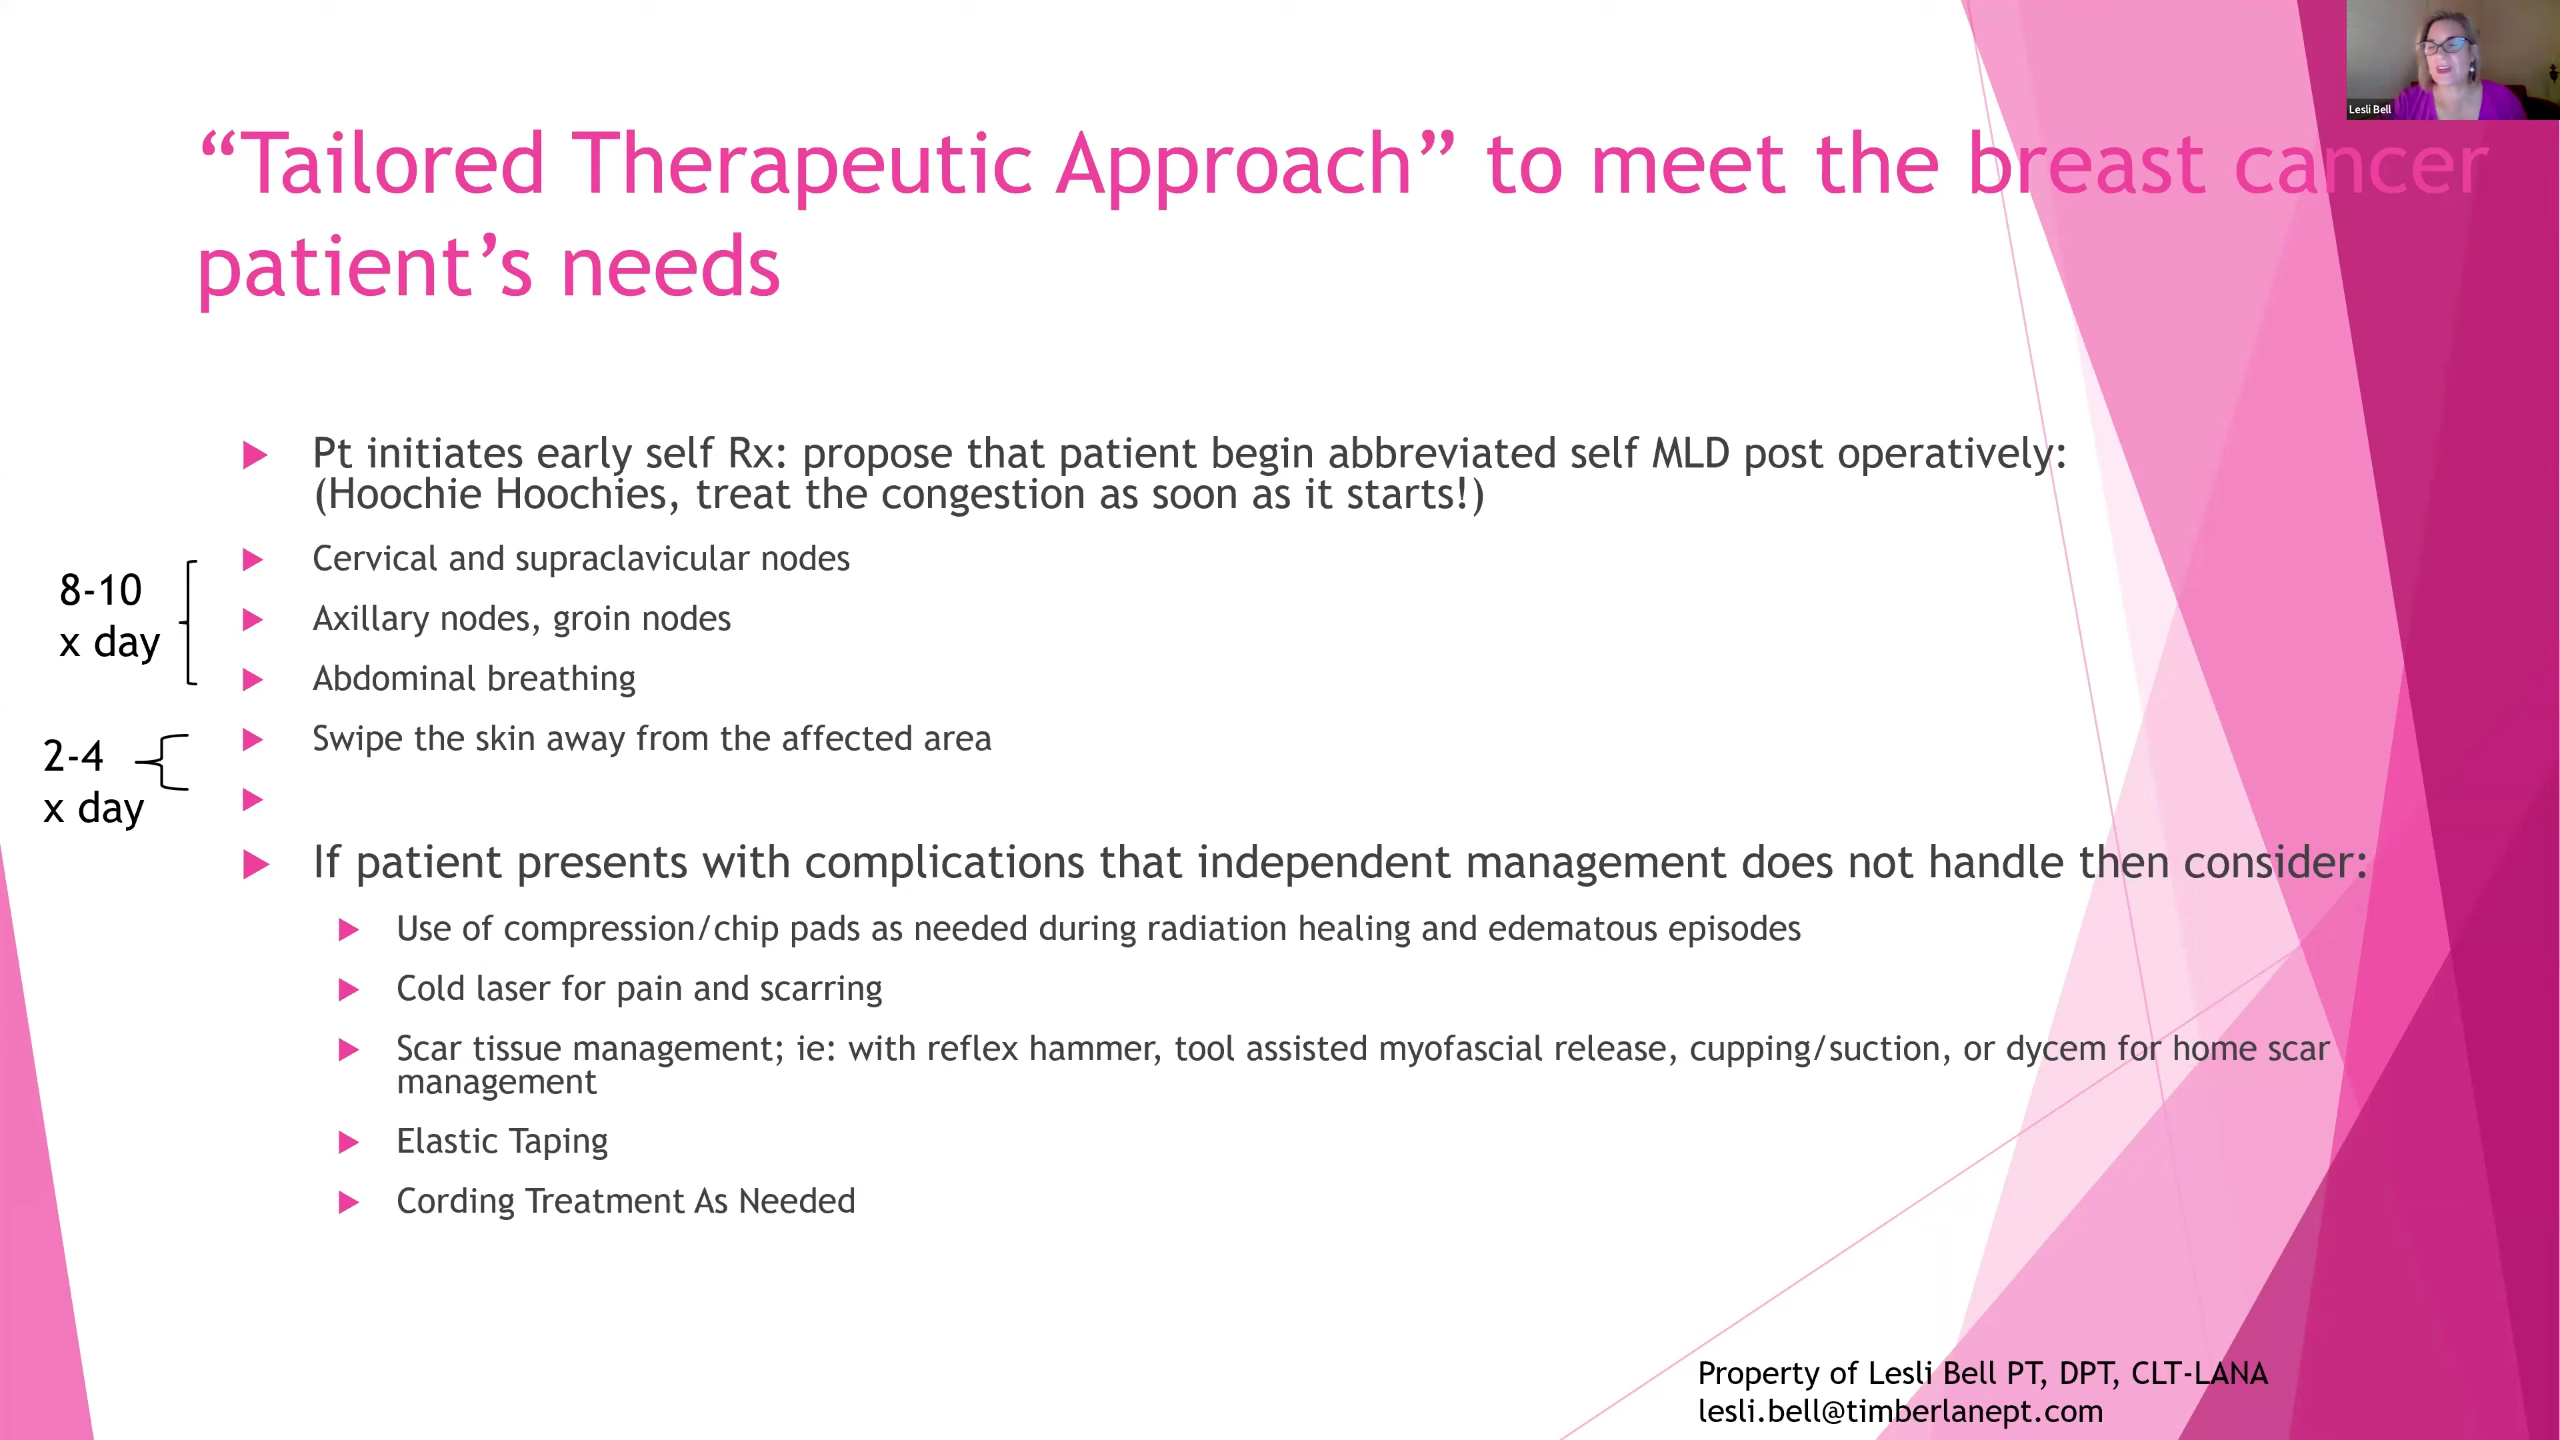 Lesli Bell
“Tailored Therapeutic Approach” to meet the breast cancer
patient’s needs
Pt initiates early self Rx: propose that patient begin abbreviated self MLD post operatively:
(Hoochie Hoochies, treat the congestion as soon as it starts!)
8-10
x day
Cervical and supraclavicular nodes
Axillary nodes, groin nodes
Abdominal breathing
2-4
x day
Swipe the skin away from the affected area
If patient presents with complications that independent management does not handle then consider:
Use of compression/chip pads as needed during radiation healing and edematous episodes
Cold laser for pain and scarring
Scar tissue management; ie: with reflex hammer, tool assisted myofascial release, cupping/suction, or dycem for home scar
management
Elastic Taping
Cording Treatment As Needed
Property of Lesli Bell PT, DPT, CLT-LANA
lesli.bell@timberlanept.com